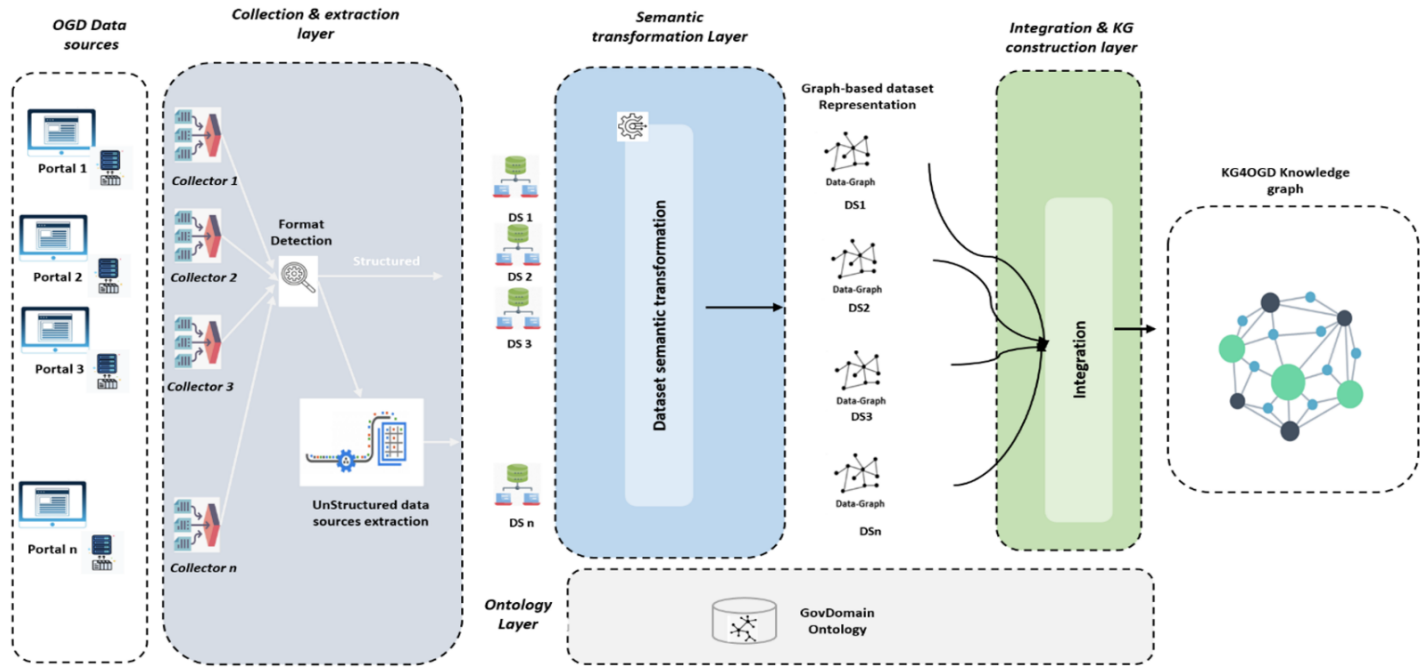 OGD Data
sources
Portal 1
Portal 2
Portal 3
Portal n
Collection & extraction
layer
Collector 1
Collector 2
Collector 3
Collector n
Format
Detection
Structured
UnStructured data
sources extraction
DS 1
DS 2
DS 3
DS n
Semantic
transformation Layer
Dataset semantic transformation
Graph-based dataset
Representation
Data-Graph
DS1
Data-Graph
DS2
Data-Graph
DS3
Data-Graph
DSn
Integration & KG
construction layer
Integration
KG4OGD Knowledge
graph
Ontology
Layer
GovDomain
Ontology